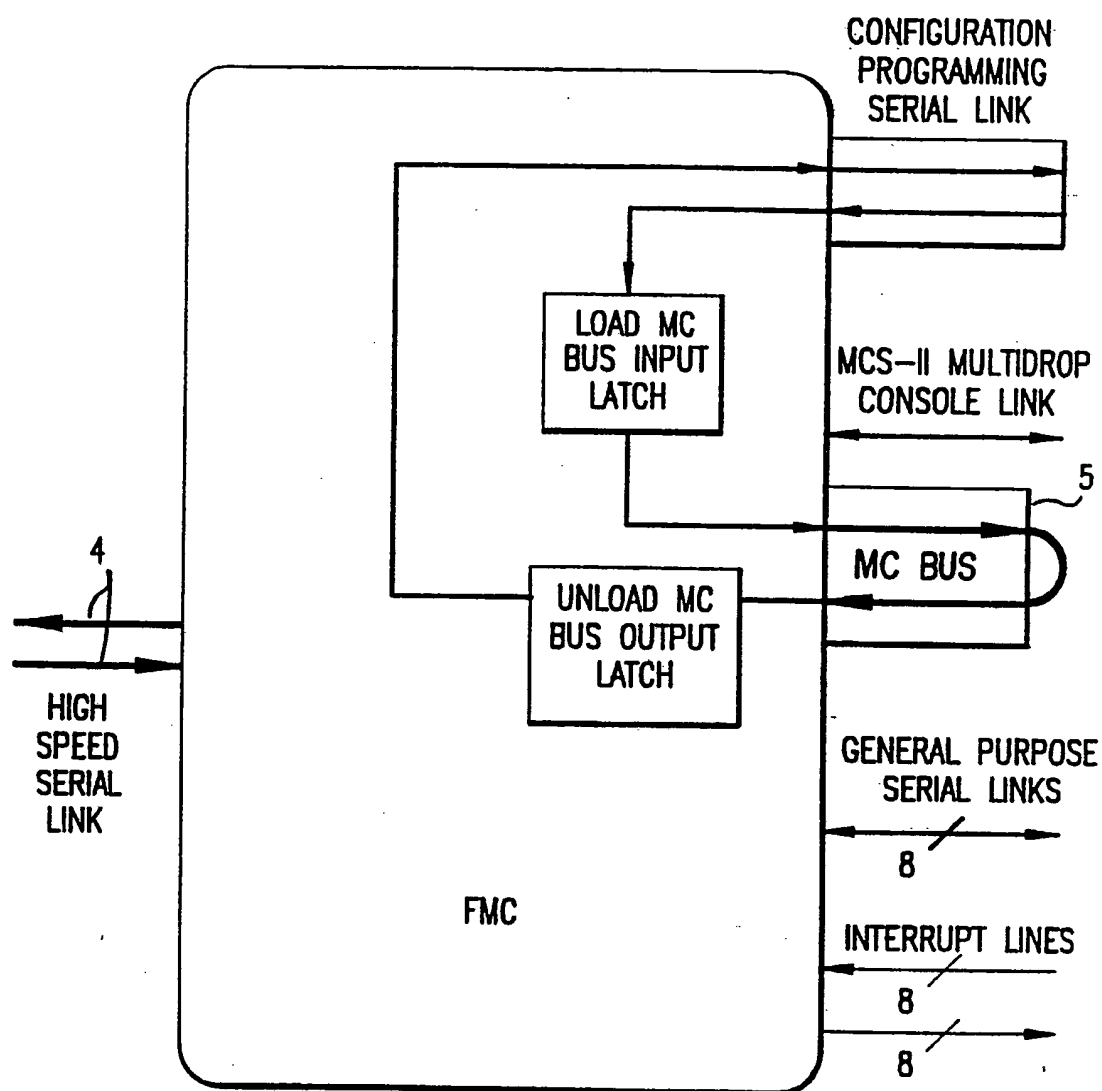 CONFIGURATION
PROGRAMMING
SERIAL LINK
LOAD MC
BUS INPUT
LATCH
MCS-II MULTIDROP
CONSOLE LINK
5
MC BUS
4
UNLOAD MC
BUS OUTPUT
LATCH
HIGH
SPEED
SERIAL
LINK
GENERAL PURPOSE
SERIAL LINKS
8
FMC
INTERRUPT LINES
8
8